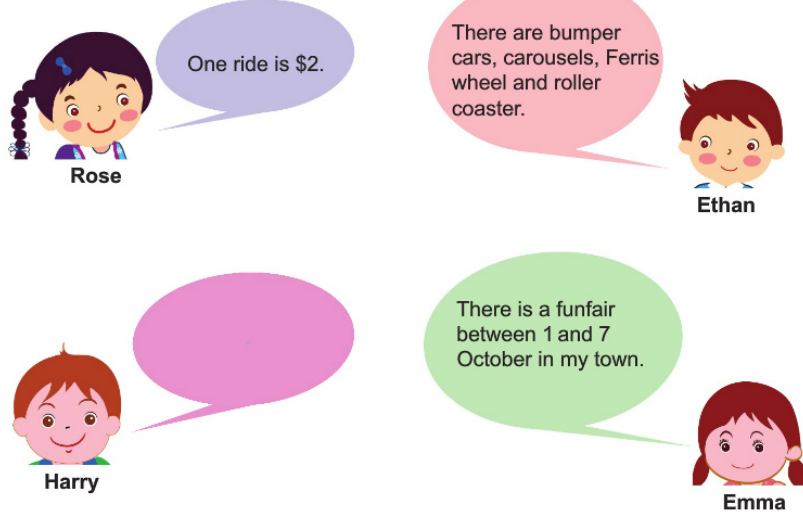 One ride is $2.
Rose
There are bumper
cars, carousels, Ferris
wheel and roller
coaster.
Ethan
Harry
There is a funfair
between 1 and 7
October in my town.
Emma